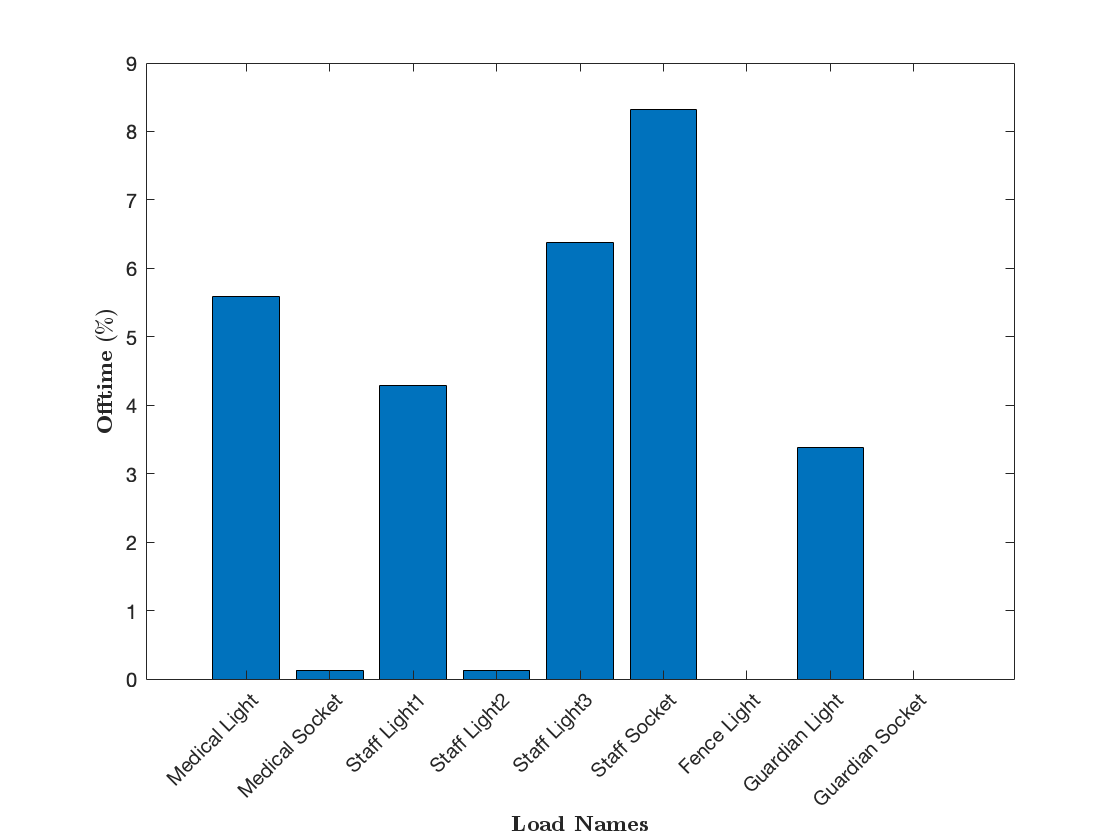 9
8
7
6
5
4
3
2
1
0
Offtime (%)
Medical Light
Medical Socket
Staff Light1
Staff Light2
Staff Light3
Staff Socket
Fence Light
Guardian Light
Guardian Socket
Load Names